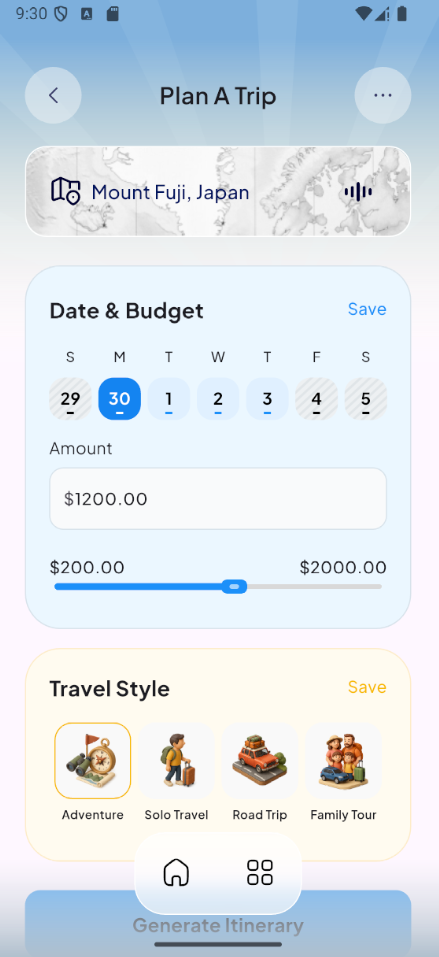 9:30
Plan A Trip
Mount Fuji, Japan
Date & Budget Save
S M T W T F S
29 30 1 2 3 4 5
Amount
$1200.00
$200.00 $2000.00
Travel Style Save
Adventure Solo Travel Road Trip Family Tour
Generate Itinerary